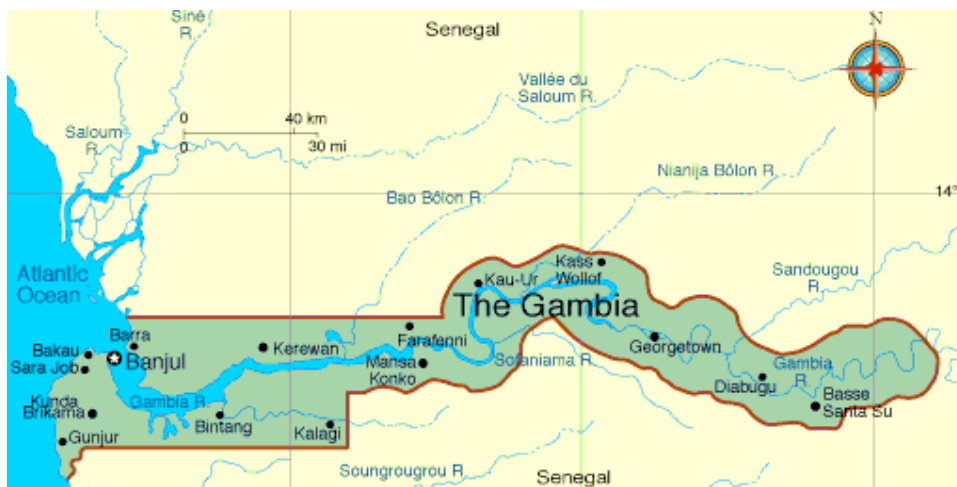 Siné
R.
Senegal
N
Vallée du
Saloum R.
0
40 km
0
30 mi
Saloum
R.
Nianija Bôlon R.
Bao Bôlon R.
14°
Atlantic
Ocean
Kass
Wollof
Kau-Ur
Sandougou
R.
The Gambia
Barra
Farafenni
Bakau
Banjul
Kerewan
Georgetown
Sara Job
Kunda
Mansa
Konko
Sofaniama R.
Gambia
R.
Diabugu
Gambia R.
Brikama
Bintang
Basse
Santa Su
Kalagi
Gunjur
Soungrougrou R.
Senegal